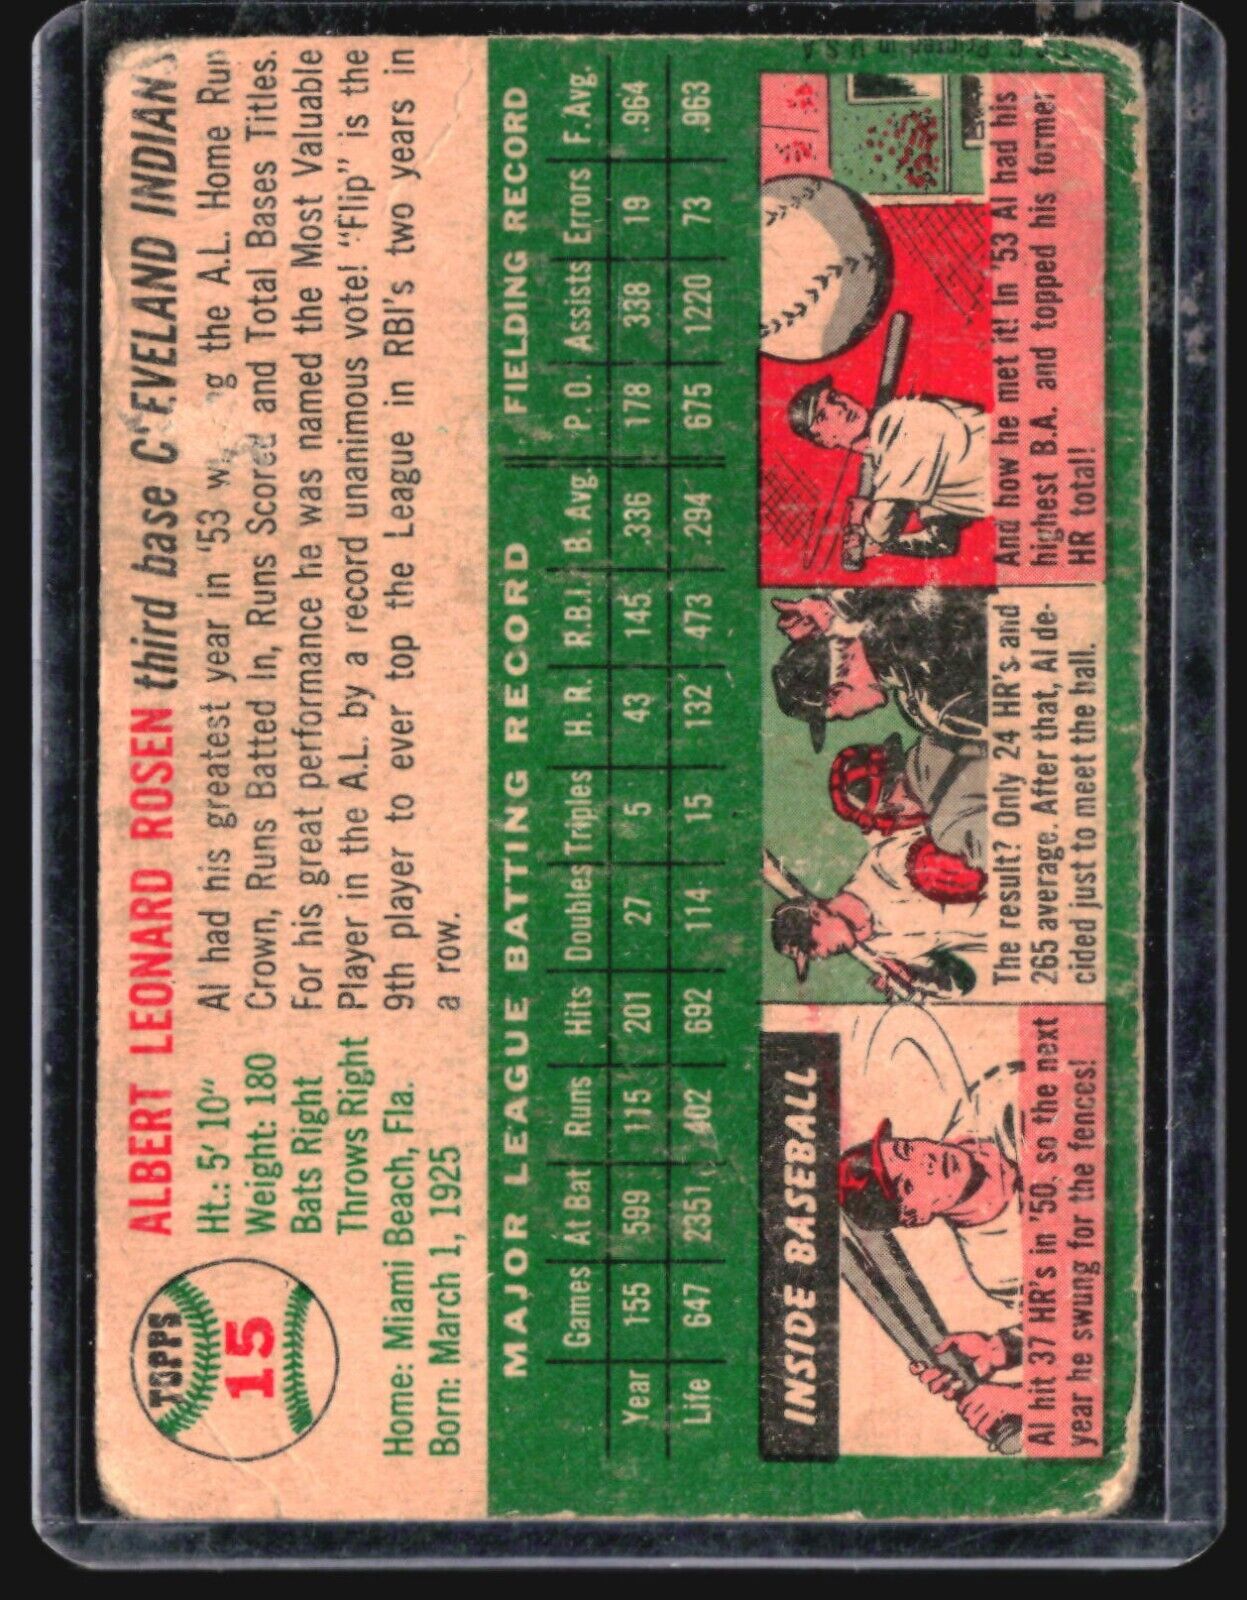 TOPPS
15
ALBERT LEONARD ROSEN third base C'EVELAND INDIANS
Ht.: 5' 10"
Weight: 180
Bats Right
Throws Right
Home: Miami Beach, Fla.
Born: March 1, 1925
Al had his greatest year in '53 the A.L. Home Run
Crown, Runs Batted In, Runs Scored and Total Bases Titles.
For his great performance he was named the Most Valuable
Player in the A.L. by a record unanimous vote! "Flip" is the
9th player to ever top the League in RBI's two years in
a row.
MAJOR LEAGUE BATTING RECORD FIELDING RECORD
Games At Bat Runs Hits Doubles Triples H. R. R.B.I. B. Avg. P. O. Assists Errors F. Avg.
Year 155 599 115 201 27 5 43 145 .336 178 338 19 .964
Life 647 2351 402 692 114 15 132 473 .294 675 1220 73 .963
INSIDE BASEBALL
Al hit 37 HR's in '50, so the next
year he swung for the fences!
The result? Only 24 HR's and
265 average. After that, Al de-
cided just to meet the ball.
And how he met it! In '53 Al had his
highest B.A. and topped his former
HR total!
Printed in U.S.A